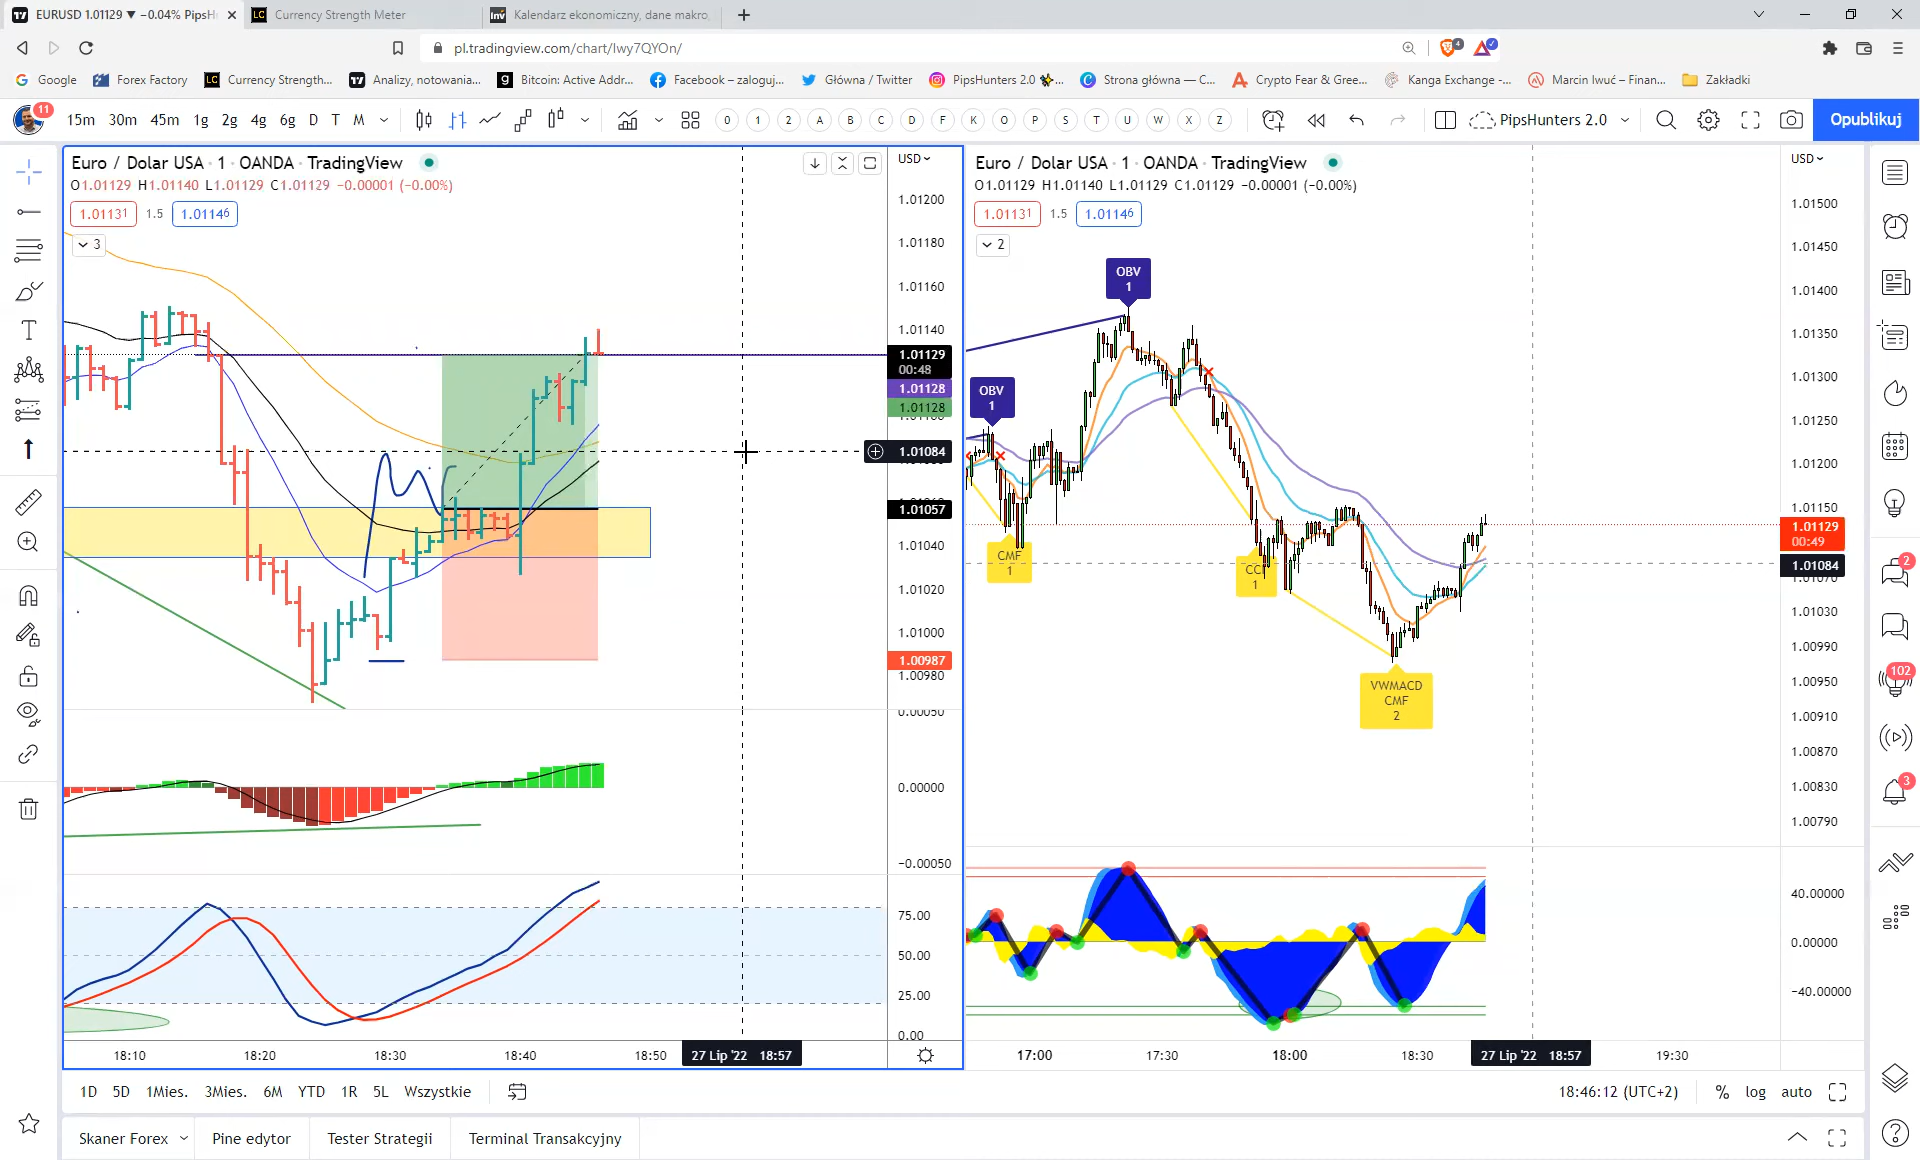 EURUSD 1.01129 ▼ −0.04% PipsH
Currency Strength Meter
Kalendarz ekonomiczny, dane makro,
pl.tradingview.com/chart/Iwy7QYOn/
4
Google
Forex Factory
Currency Strength...
Analizy, notowania...
Bitcoin: Active Addr...
Facebook – zaloguj...
Główna / Twitter
PipsHunters 2.0
Strona główna — C...
Crypto Fear & Gree...
Kanga Exchange -...
Marcin Iwuć – Finan...
Zakładki
11
15m 30m 45m 1g 2g 4g 6g D T M
0 1 2 A B C D F K O P S T U W X Z
PipsHunters 2.0
Opublikuj
Euro / Dolar USA · 1 · OANDA · TradingView
USD
O1.01129 H1.01140 L1.01129 C1.01129 −0.00001 (−0.00%)
1.01131 1.5 1.01146
3
1.01200
1.01180
1.01160
1.01140
1.01129
00:48
1.01128
1.01128
1.01084
1.01057
1.01040
1.01020
1.01000
1.00987
1.00980
0.00050
0.00000
−0.00050
75.00
50.00
25.00
0.00
18:10 18:20 18:30 18:40 18:50 27 Lip '22 18:57
Euro / Dolar USA · 1 · OANDA · TradingView
USD
O1.01129 H1.01140 L1.01129 C1.01129 −0.00001 (−0.00%)
1.01131 1.5 1.01146
2
OBV
1
OBV
1
CMF
1
CCI
1
VWMACD
CMF
2
1.01500
1.01450
1.01400
1.01350
1.01300
1.01250
1.01200
1.01150
1.01129
00:49
1.01084
1.01070
1.01030
1.00990
1.00950
1.00910
1.00870
1.00830
1.00790
40.00000
0.00000
−40.00000
17:00 17:30 18:00 18:30 27 Lip '22 18:57 19:30
2
102
3
1D 5D 1Mies. 3Mies. 6M YTD 1R 5L Wszystkie
18:46:12 (UTC+2) % log auto
Skaner Forex
Pine edytor
Tester Strategii
Terminal Transakcyjny